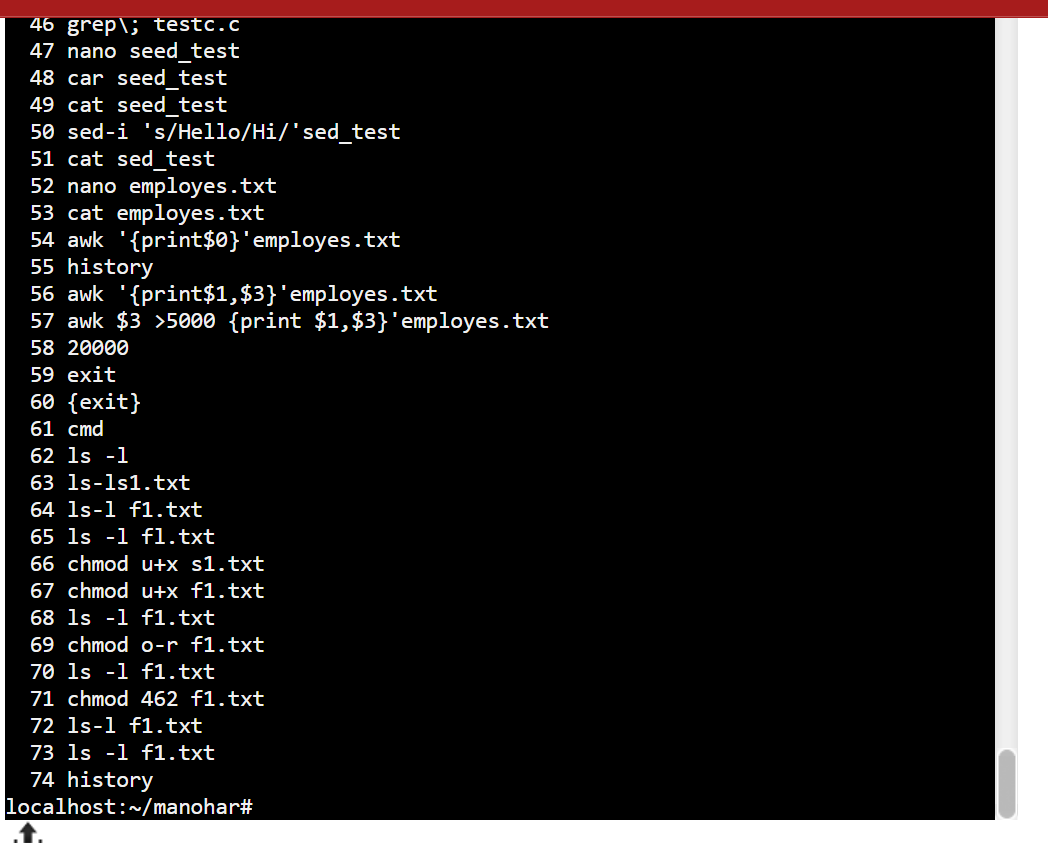 46 grep\; testc.c
47 nano seed_test
48 car seed_test
49 cat seed_test
50 sed-i 's/Hello/Hi/'sed_test
51 cat sed_test
52 nano employes.txt
53 cat employes.txt
54 awk '{print$0}'employes.txt
55 history
56 awk '{print$1,$3}'employes.txt
57 awk $3 >5000 {print $1,$3}'employes.txt
58 20000
59 exit
60 {exit}
61 cmd
62 ls -l
63 ls-ls1.txt
64 ls-l f1.txt
65 ls -l fl.txt
66 chmod u+x s1.txt
67 chmod u+x f1.txt
68 ls -l f1.txt
69 chmod o-r f1.txt
70 ls -l f1.txt
71 chmod 462 f1.txt
72 ls-l f1.txt
73 ls -l f1.txt
74 history
localhost:~/manohar#